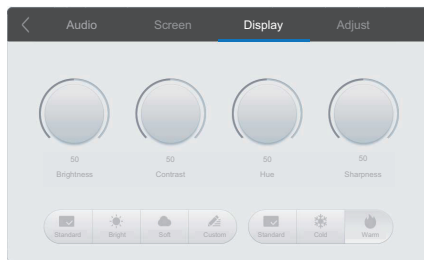 Audio Screen Display Adjust
50 50 50 50
Brightness Contrast Hue Sharpness
Standard Bright Soft Custom Standard Cold Warm